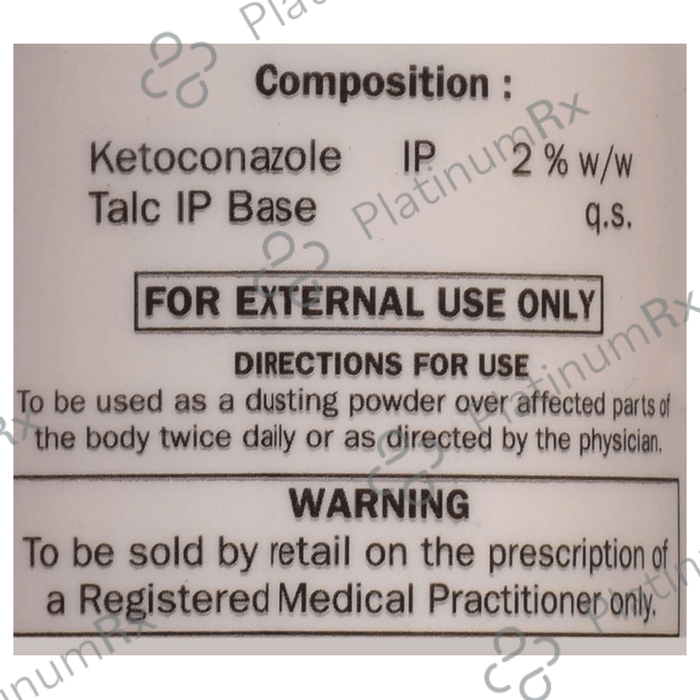 Composition :
Ketoconazole IP 2 % w/w
Talc IP Base q.s.
FOR EXTERNAL USE ONLY
DIRECTIONS FOR USE
To be used as a dusting powder over affected parts of
the body twice daily or as directed by the physician.
WARNING
To be sold by retail on the prescription of
a Registered Medical Practitioner only.
PlatinumRx
PlatinumRx
PlatinumRx